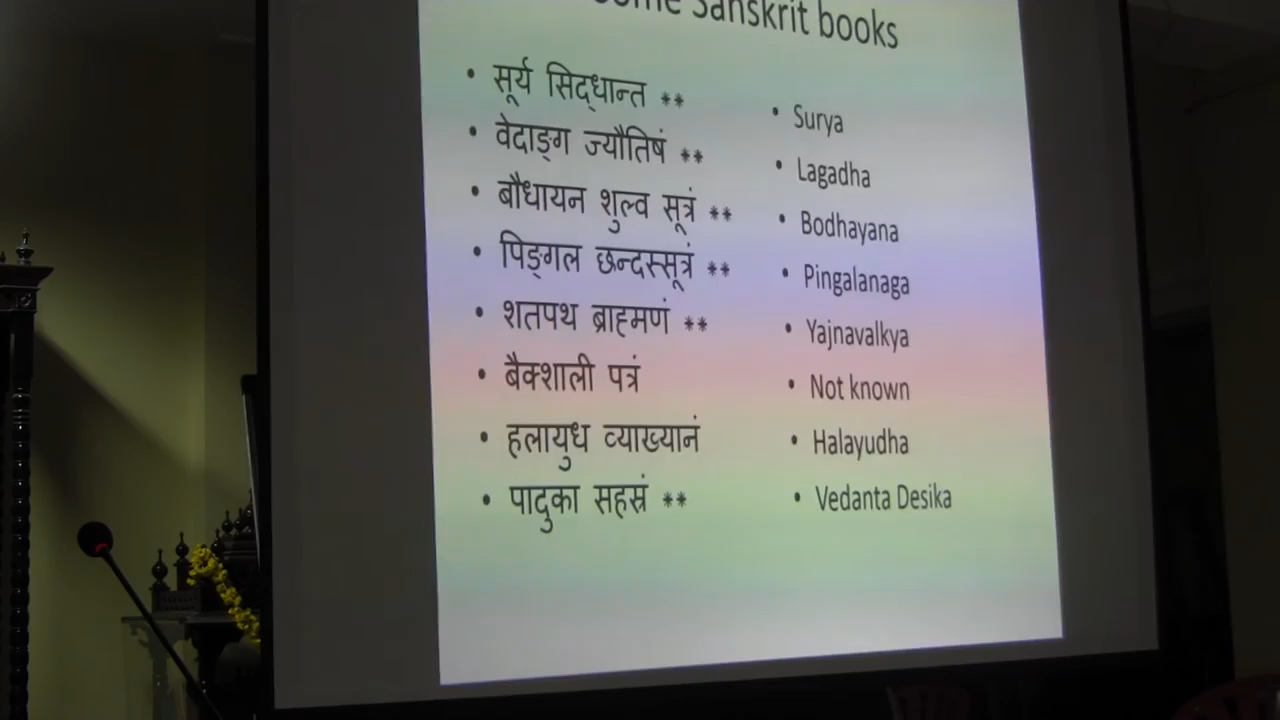 Some Sanskrit books
• सूर्य सिद्धान्त **
• वेदाङ्ग ज्यौतिषं **
• बौधायन शुल्व सूत्रं **
• पिङ्गल छन्दस्सूत्रं **
• शतपथ ब्राह्मणं **
• बैक्शाली पत्रं
• हलायुध व्याख्यानं
• पादुका सहस्रं **
• Surya
• Lagadha
• Bodhayana
• Pingalanaga
• Yajnavalkya
• Not known
• Halayudha
• Vedanta Desika